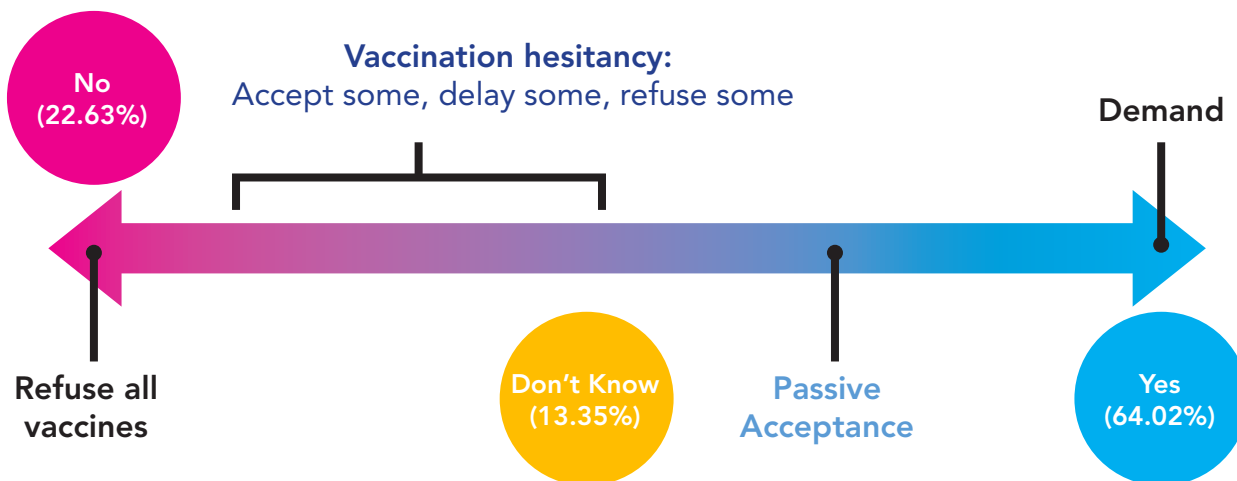 No
(22.63%)
Vaccination hesitancy:
Accept some, delay some, refuse some
Demand
Refuse all
vaccines
Don't Know
(13.35%)
Passive
Acceptance
Yes
(64.02%)